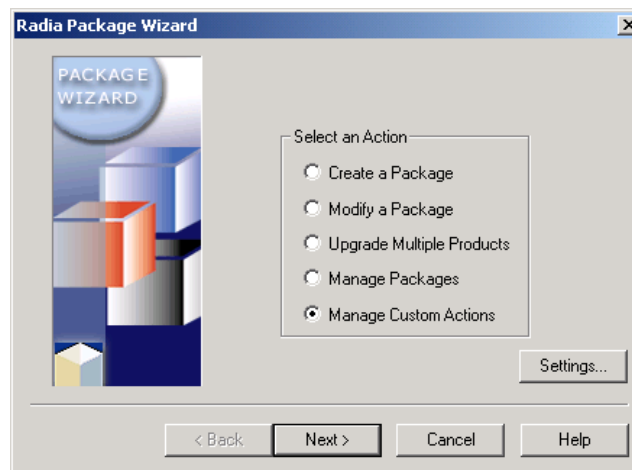 Radia Package Wizard
PACKAGE
WIZARD
Select an Action
Create a Package
Modify a Package
Upgrade Multiple Products
Manage Packages
Manage Custom Actions
Settings...
< Back
Next >
Cancel
Help